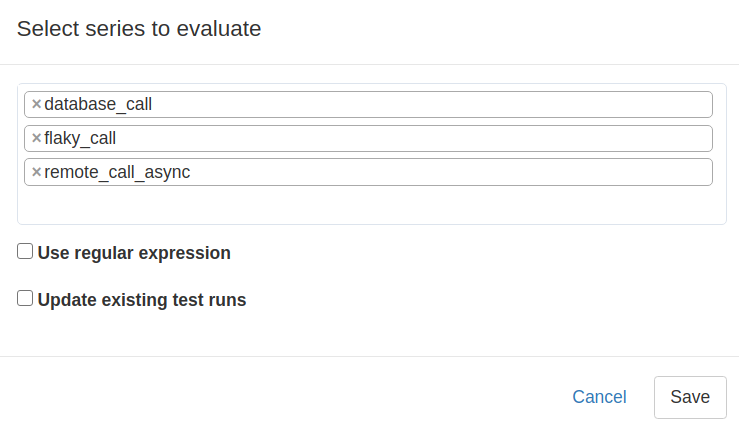 Select series to evaluate
×database_call
×flaky_call
×remote_call_async
Use regular expression
Update existing test runs
Cancel Save